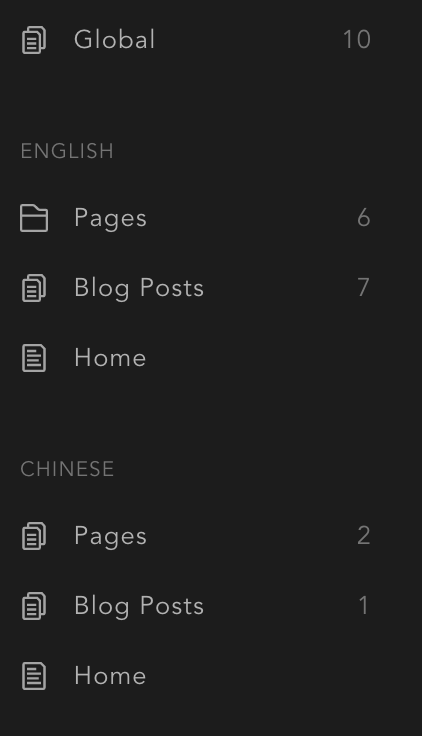 Global 10
ENGLISH
Pages 6
Blog Posts 7
Home
CHINESE
Pages 2
Blog Posts 1
Home